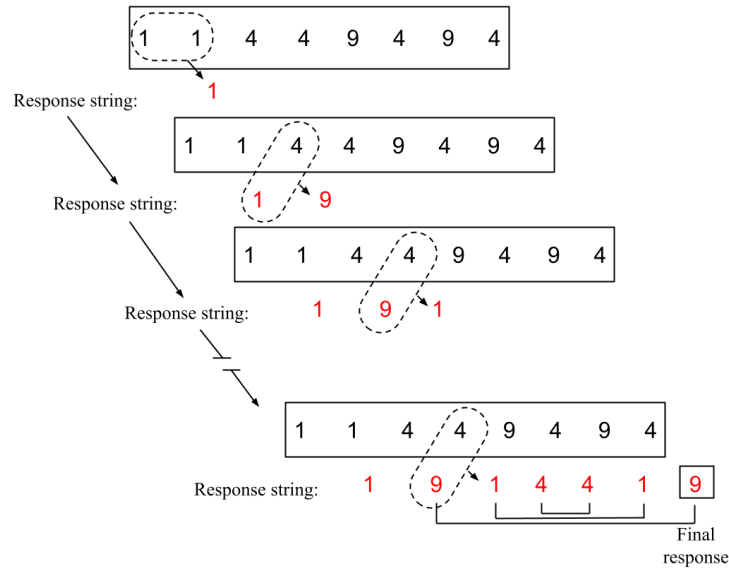 1 1 4 4 9 4 9 4
1
Response string:
1 1 4 4 9 4 9 4
Response string: 1 9
1 1 4 4 9 4 9 4
Response string: 1 9 1
1 1 4 4 9 4 9 4
Response string: 1 9 1 4 4 1 9
Final
response